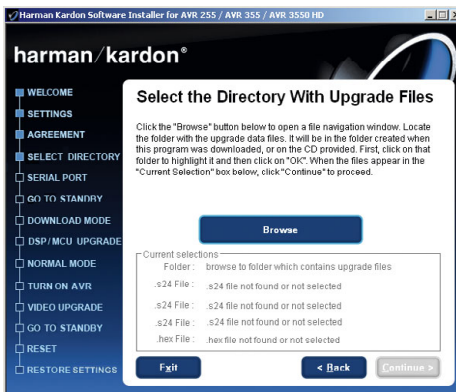 Harman Kardon Software Installer for AVR 255 / AVR 355 / AVR 3550 HD
harman/kardon®
WELCOME
SETTINGS
AGREEMENT
SELECT DIRECTORY
SERIAL PORT
GO TO STANDBY
DOWNLOAD MODE
DSP/MCU UPGRADE
NORMAL MODE
TURN ON AVR
VIDEO UPGRADE
GO TO STANDBY
RESET
RESTORE SETTINGS
Select the Directory With Upgrade Files
Click the "Browse" button below to open a file navigation window. Locate
the folder with the upgrade data files. It will be in the folder created when
this program was downloaded, or on the CD provided. First, click on that
folder to highlight it and then click on "OK". When the files appear in the
"Current Selection" box below, click "Continue" to proceed.
Browse
Current selections
Folder: browse to folder which contains upgrade files
.s24 File: .s24 file not found or not selected
.s24 File: .s24 file not found or not selected
.s24 File: .s24 file not found or not selected
.hex File: .hex file not found or not selected
Exit
< Back
Continue >